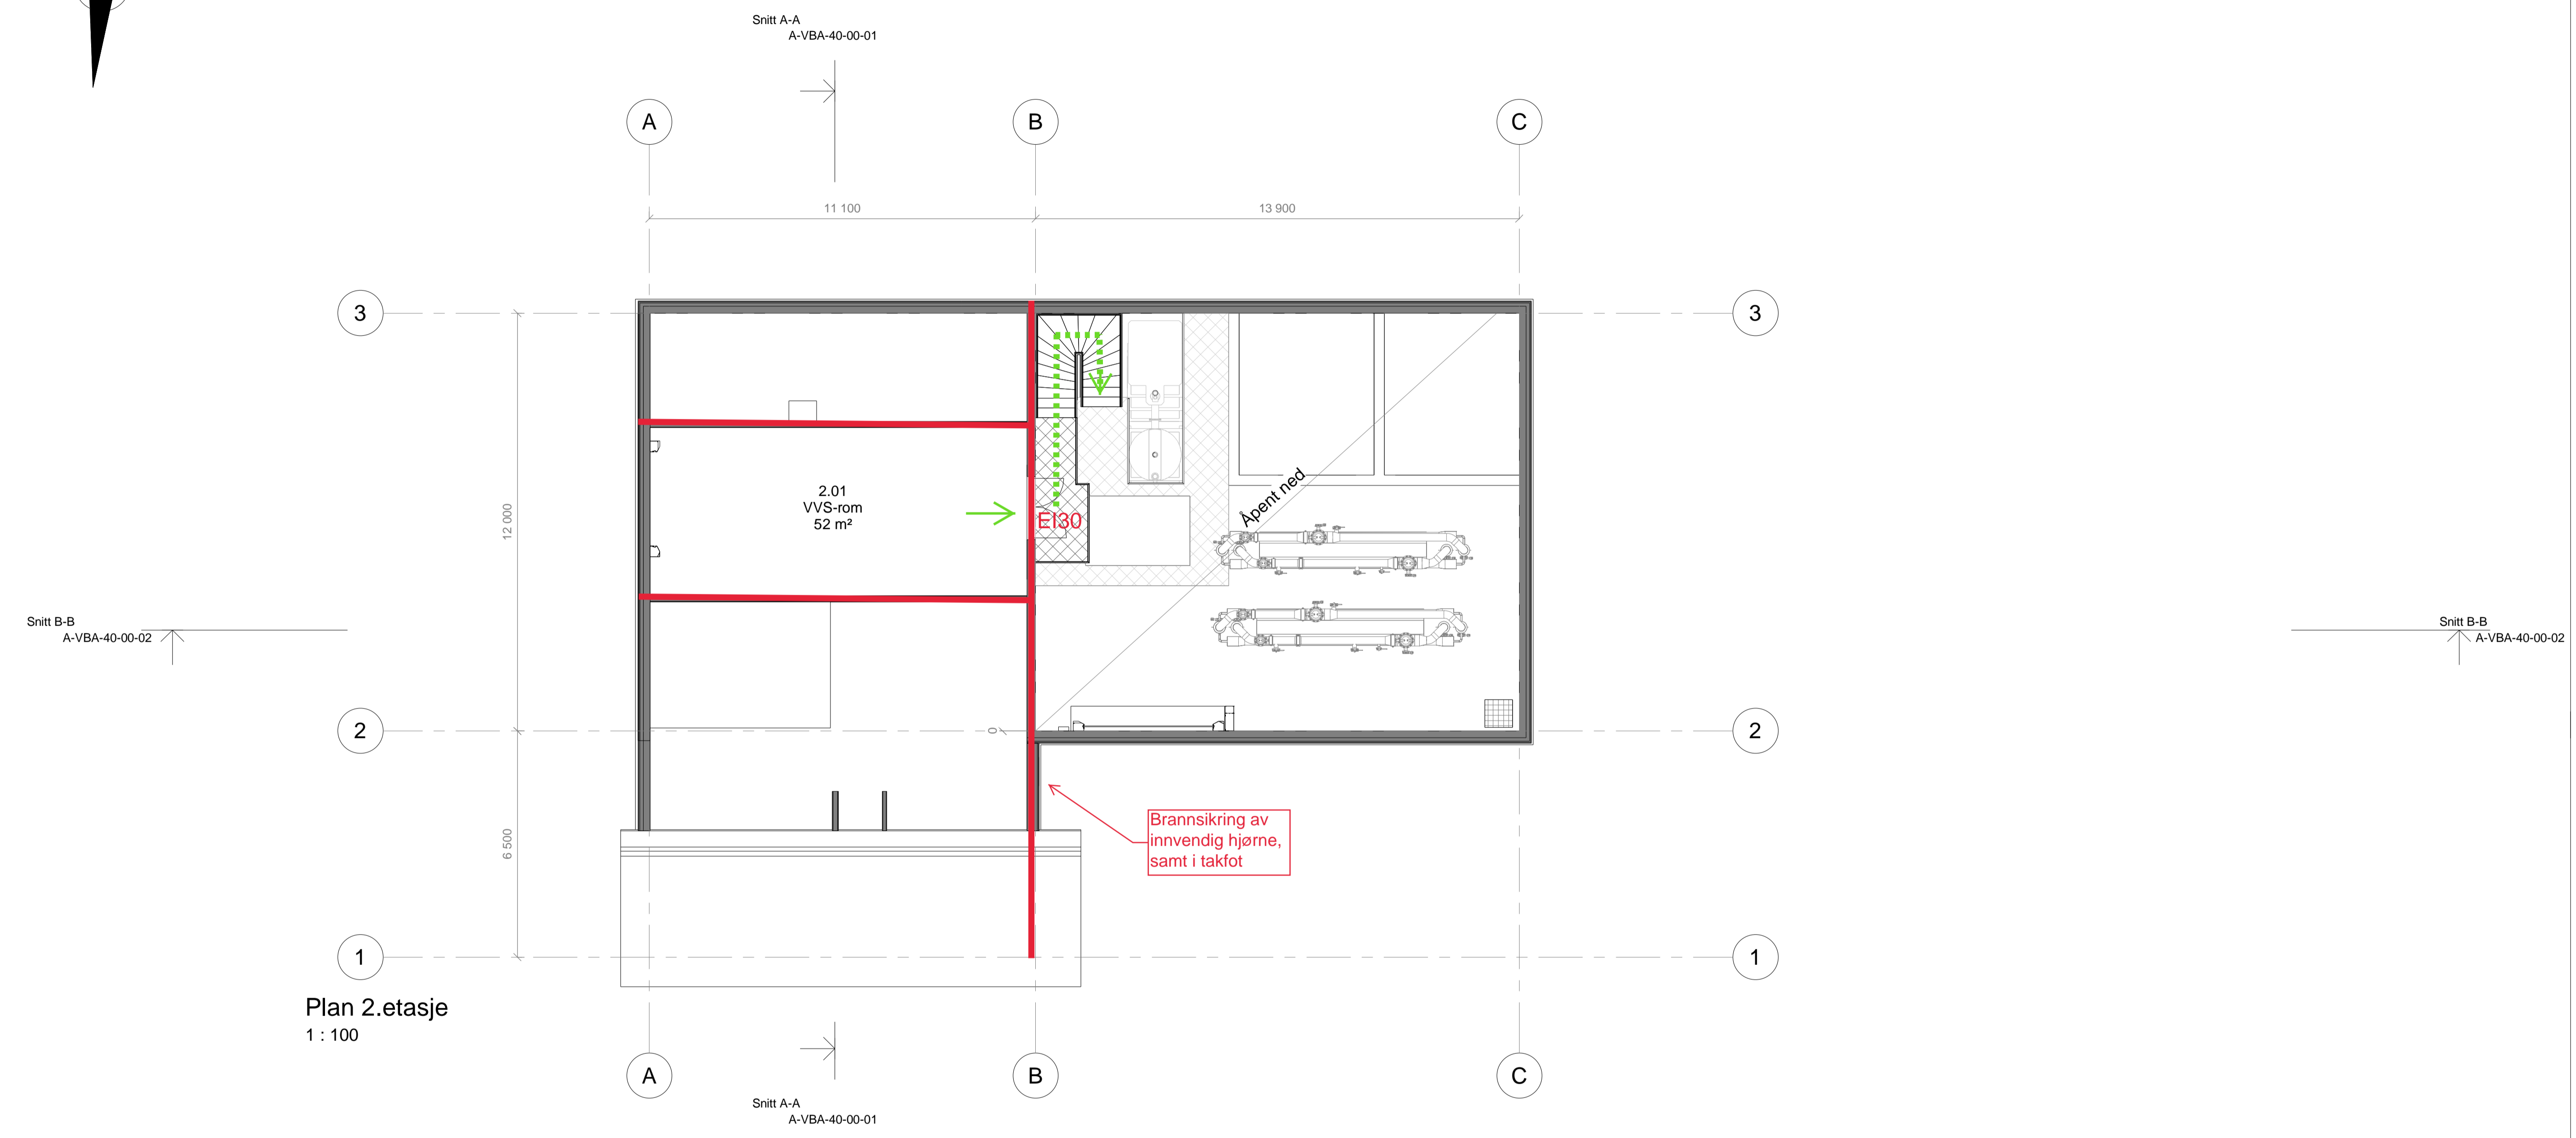 Snitt A-A
A-VBA-40-00-01
A
B
C
11 100
13 900
3
3
12 000
2.01
VVS-rom
52 m²
EI30
Åpent ned
Snitt B-B
A-VBA-40-00-02
Snitt B-B
A-VBA-40-00-02
2
0
2
6 500
Brannsikring av
innvendig hjørne,
samt i takfot
1
1
Plan 2.etasje
1 : 100
A
B
C
Snitt A-A
A-VBA-40-00-01